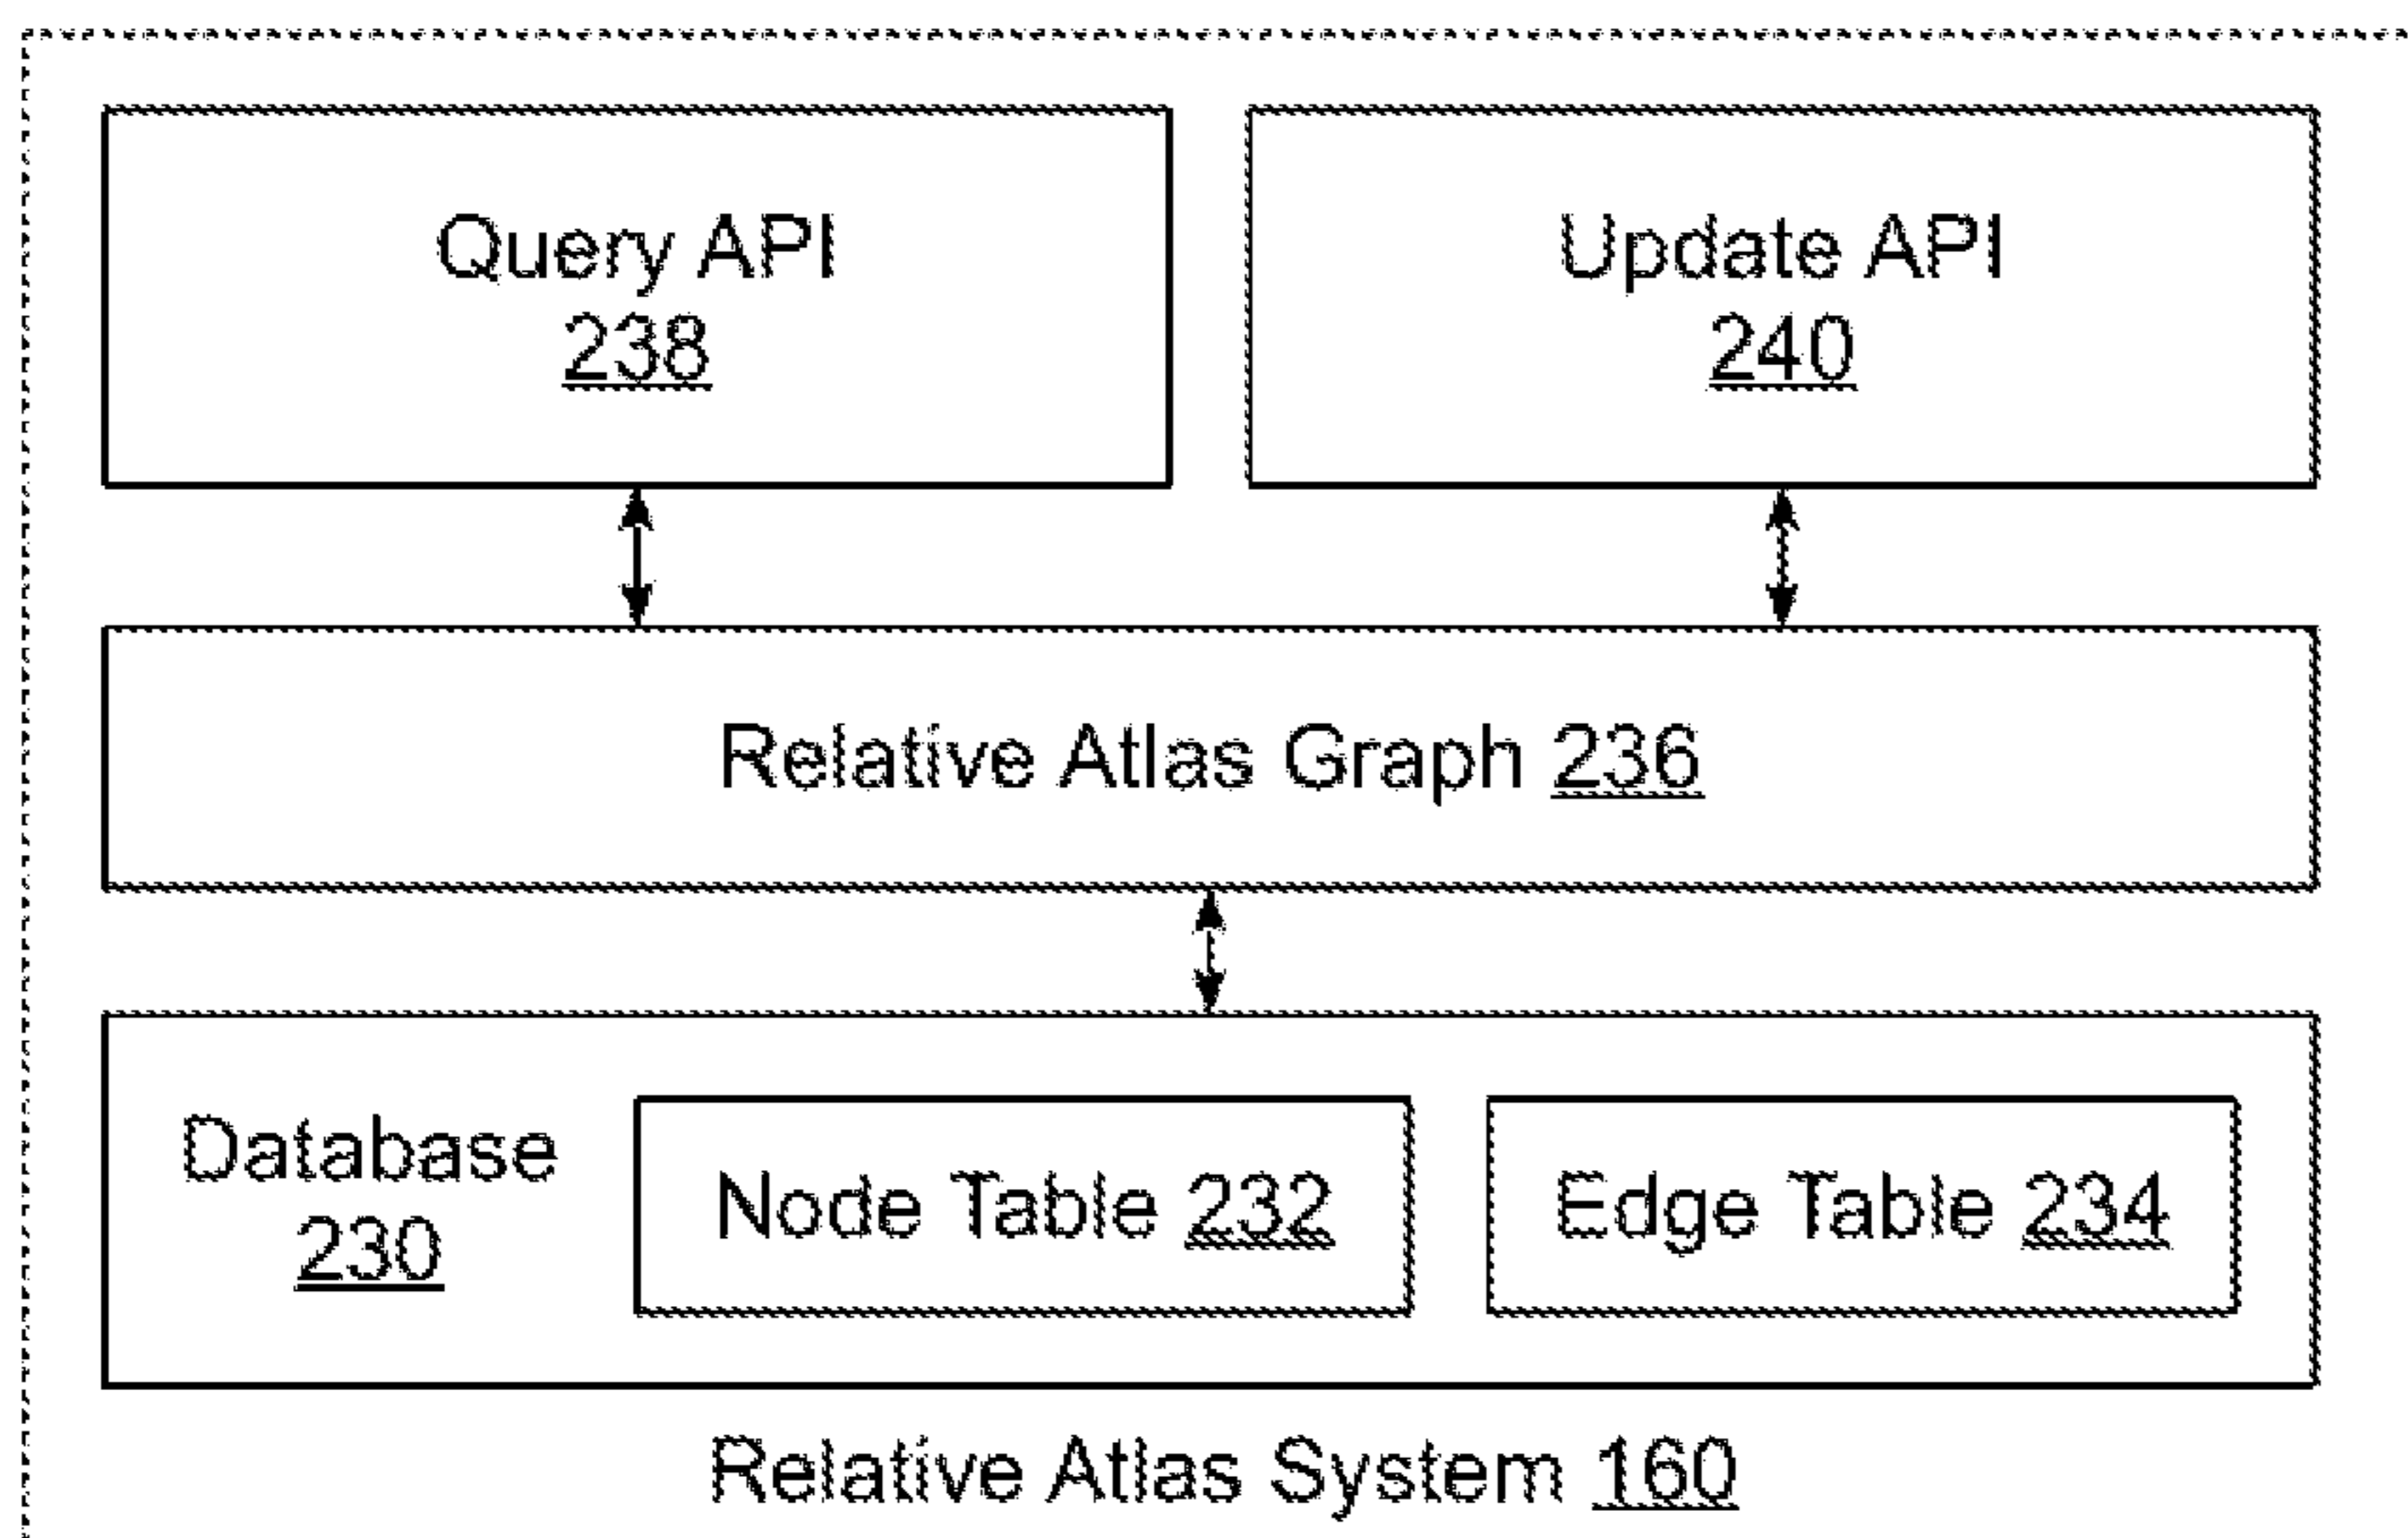 Query API
238
Update API
240
Relative Atlas Graph 236
Database
230
Node Table 232
Edge Table 234
Relative Atlas System 160